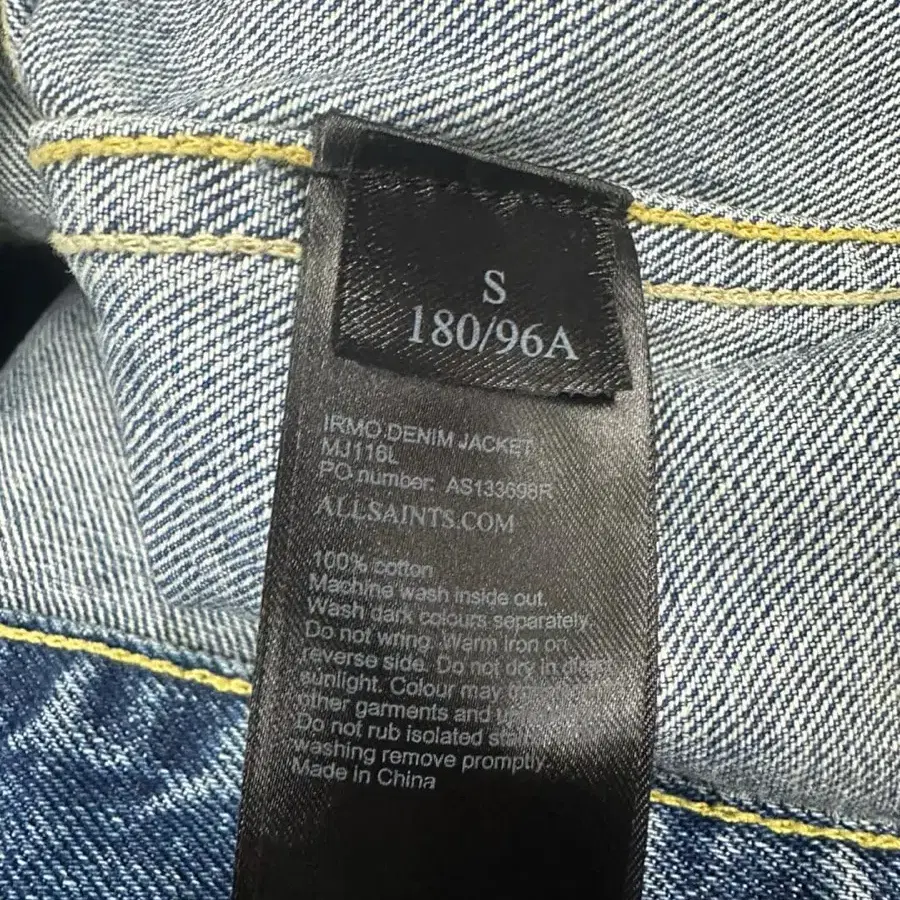 S
180/96A
IRMO DENIM JACKET
MJ116L
PO number: AS133698R
ALLSAINTS.COM
100% cotton
Machine wash inside out.
Wash dark colours separately.
Do not wring. Warm iron on
reverse side. Do not dry in direct
sunlight. Colour may
other garments and
Do not rub isolated
washing remove promptly.
Made in China